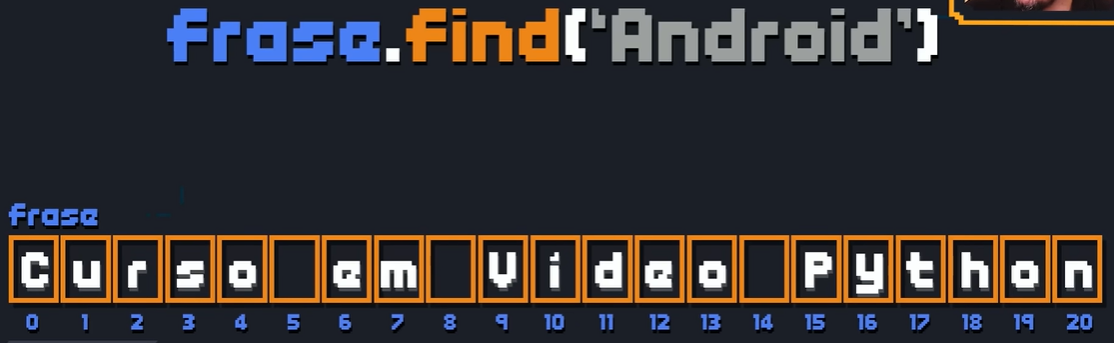 frase.find('Android')
frase
C u r s o   e m   V i d e o   P y t h o n
0 1 2 3 4 5 6 7 8 9 10 11 12 13 14 15 16 17 18 19 20